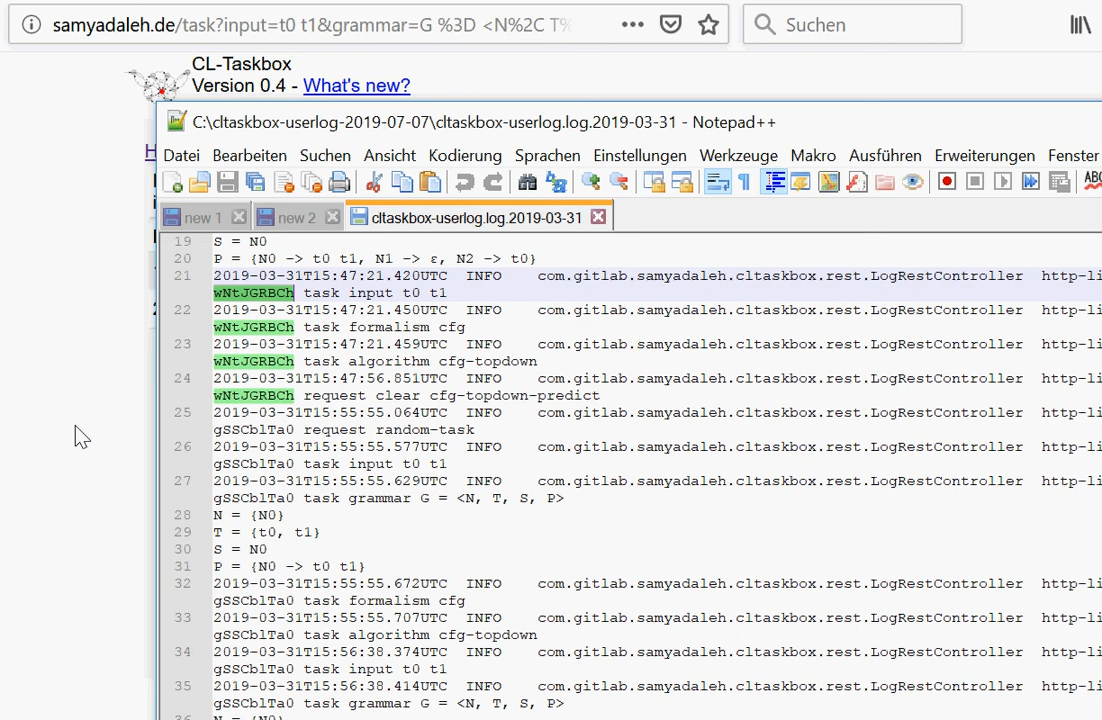 samyadaleh.de/task?input=t0 t1&grammar=G %3D <N%2C T%
Suchen
CL-Taskbox
Version 0.4 - What's new?
C:\cltaskbox-userlog-2019-07-07\cltaskbox-userlog.log.2019-03-31 - Notepad++
Datei Bearbeiten Suchen Ansicht Kodierung Sprachen Einstellungen Werkzeuge Makro Ausführen Erweiterungen Fenster
ABC
new 1 new 2 cltaskbox-userlog.log.2019-03-31
19 S = N0
20 P = {N0 -> t0 t1, N1 -> ε, N2 -> t0}
21 2019-03-31T15:47:21.420UTC INFO com.gitlab.samyadaleh.cltaskbox.rest.LogRestController http-li
wNtJGRBCh task input t0 t1
22 2019-03-31T15:47:21.450UTC INFO com.gitlab.samyadaleh.cltaskbox.rest.LogRestController http-li
wNtJGRBCh task formalism cfg
23 2019-03-31T15:47:21.459UTC INFO com.gitlab.samyadaleh.cltaskbox.rest.LogRestController http-li
wNtJGRBCh task algorithm cfg-topdown
24 2019-03-31T15:47:56.851UTC INFO com.gitlab.samyadaleh.cltaskbox.rest.LogRestController http-li
wNtJGRBCh request clear cfg-topdown-predict
25 2019-03-31T15:55:55.064UTC INFO com.gitlab.samyadaleh.cltaskbox.rest.LogRestController http-li
gSSCblTa0 request random-task
26 2019-03-31T15:55:55.577UTC INFO com.gitlab.samyadaleh.cltaskbox.rest.LogRestController http-li
gSSCblTa0 task input t0 t1
27 2019-03-31T15:55:55.629UTC INFO com.gitlab.samyadaleh.cltaskbox.rest.LogRestController http-li
gSSCblTa0 task grammar G = <N, T, S, P>
28 N = {N0}
29 T = {t0, t1}
30 S = N0
31 P = {N0 -> t0 t1}
32 2019-03-31T15:55:55.672UTC INFO com.gitlab.samyadaleh.cltaskbox.rest.LogRestController http-li
gSSCblTa0 task formalism cfg
33 2019-03-31T15:55:55.707UTC INFO com.gitlab.samyadaleh.cltaskbox.rest.LogRestController http-li
gSSCblTa0 task algorithm cfg-topdown
34 2019-03-31T15:56:38.374UTC INFO com.gitlab.samyadaleh.cltaskbox.rest.LogRestController http-li
gSSCblTa0 task input t0 t1
35 2019-03-31T15:56:38.414UTC INFO com.gitlab.samyadaleh.cltaskbox.rest.LogRestController http-li
gSSCblTa0 task grammar G = <N, T, S, P>
36 N = {N0}